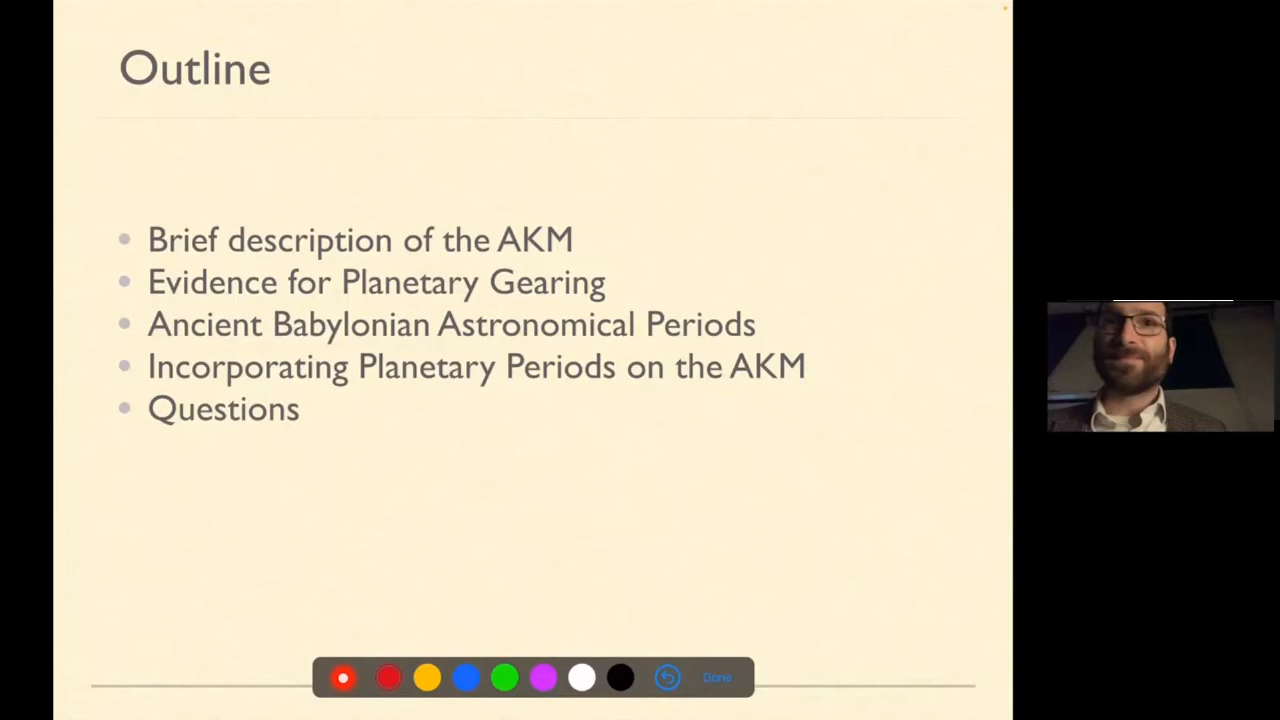 Outline
Brief description of the AKM
Evidence for Planetary Gearing
Ancient Babylonian Astronomical Periods
Incorporating Planetary Periods on the AKM
Questions
Done